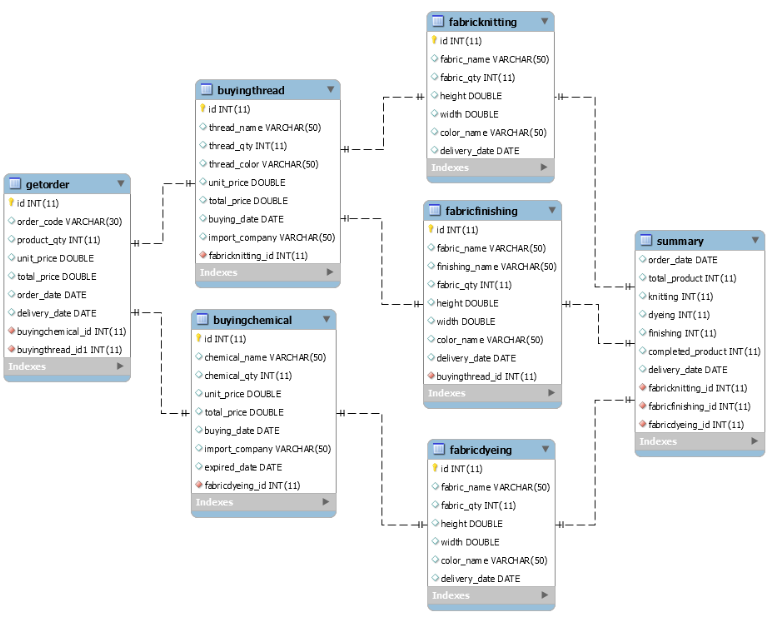 getorder
id INT(11)
order_code VARCHAR(30)
product_qty INT(11)
unit_price DOUBLE
total_price DOUBLE
order_date DATE
delivery_date DATE
buyingchemical_id INT(11)
buyingthread_id1 INT(11)
Indexes
buyingthread
id INT(11)
thread_name VARCHAR(50)
thread_qty INT(11)
thread_color VARCHAR(50)
unit_price DOUBLE
total_price DOUBLE
buying_date DATE
import_company VARCHAR(50)
fabricknitting_id INT(11)
Indexes
buyingchemical
id INT(11)
chemical_name VARCHAR(50)
chemical_qty INT(11)
unit_price DOUBLE
total_price DOUBLE
buying_date DATE
import_company VARCHAR(50)
expired_date DATE
fabricdyeing_id INT(11)
Indexes
fabricknitting
id INT(11)
fabric_name VARCHAR(50)
fabric_qty INT(11)
height DOUBLE
width DOUBLE
color_name VARCHAR(50)
delivery_date DATE
Indexes
fabricfinishing
id INT(11)
fabric_name VARCHAR(50)
finishing_name VARCHAR(50)
fabric_qty INT(11)
height DOUBLE
width DOUBLE
color_name VARCHAR(50)
delivery_date DATE
buyingthread_id INT(11)
Indexes
fabricdyeing
id INT(11)
fabric_name VARCHAR(50)
fabric_qty INT(11)
height DOUBLE
width DOUBLE
color_name VARCHAR(50)
delivery_date DATE
Indexes
summary
order_date DATE
total_product INT(11)
knitting INT(11)
dyeing INT(11)
finishing INT(11)
completed_product INT(11)
delivery_date DATE
fabricknitting_id INT(11)
fabricfinishing_id INT(11)
fabricdyeing_id INT(11)
Indexes